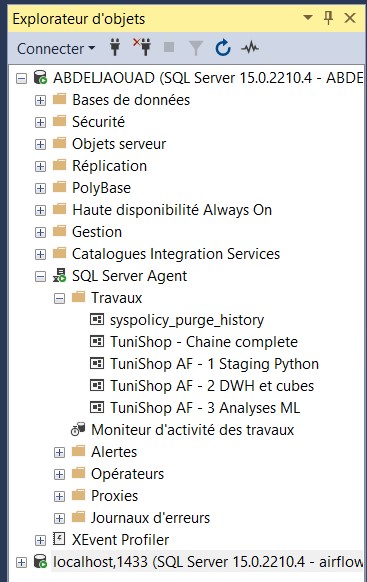 Explorateur d'objets
Connecter
ABDELJAOUAD (SQL Server 15.0.2210.4 - ABDE
Bases de données
Sécurité
Objets serveur
Réplication
PolyBase
Haute disponibilité Always On
Gestion
Catalogues Integration Services
SQL Server Agent
Travaux
syspolicy_purge_history
TuniShop - Chaine complete
TuniShop AF - 1 Staging Python
TuniShop AF - 2 DWH et cubes
TuniShop AF - 3 Analyses ML
Moniteur d'activité des travaux
Alertes
Opérateurs
Proxies
Journaux d'erreurs
XEvent Profiler
localhost,1433 (SQL Server 15.0.2210.4 - airflow